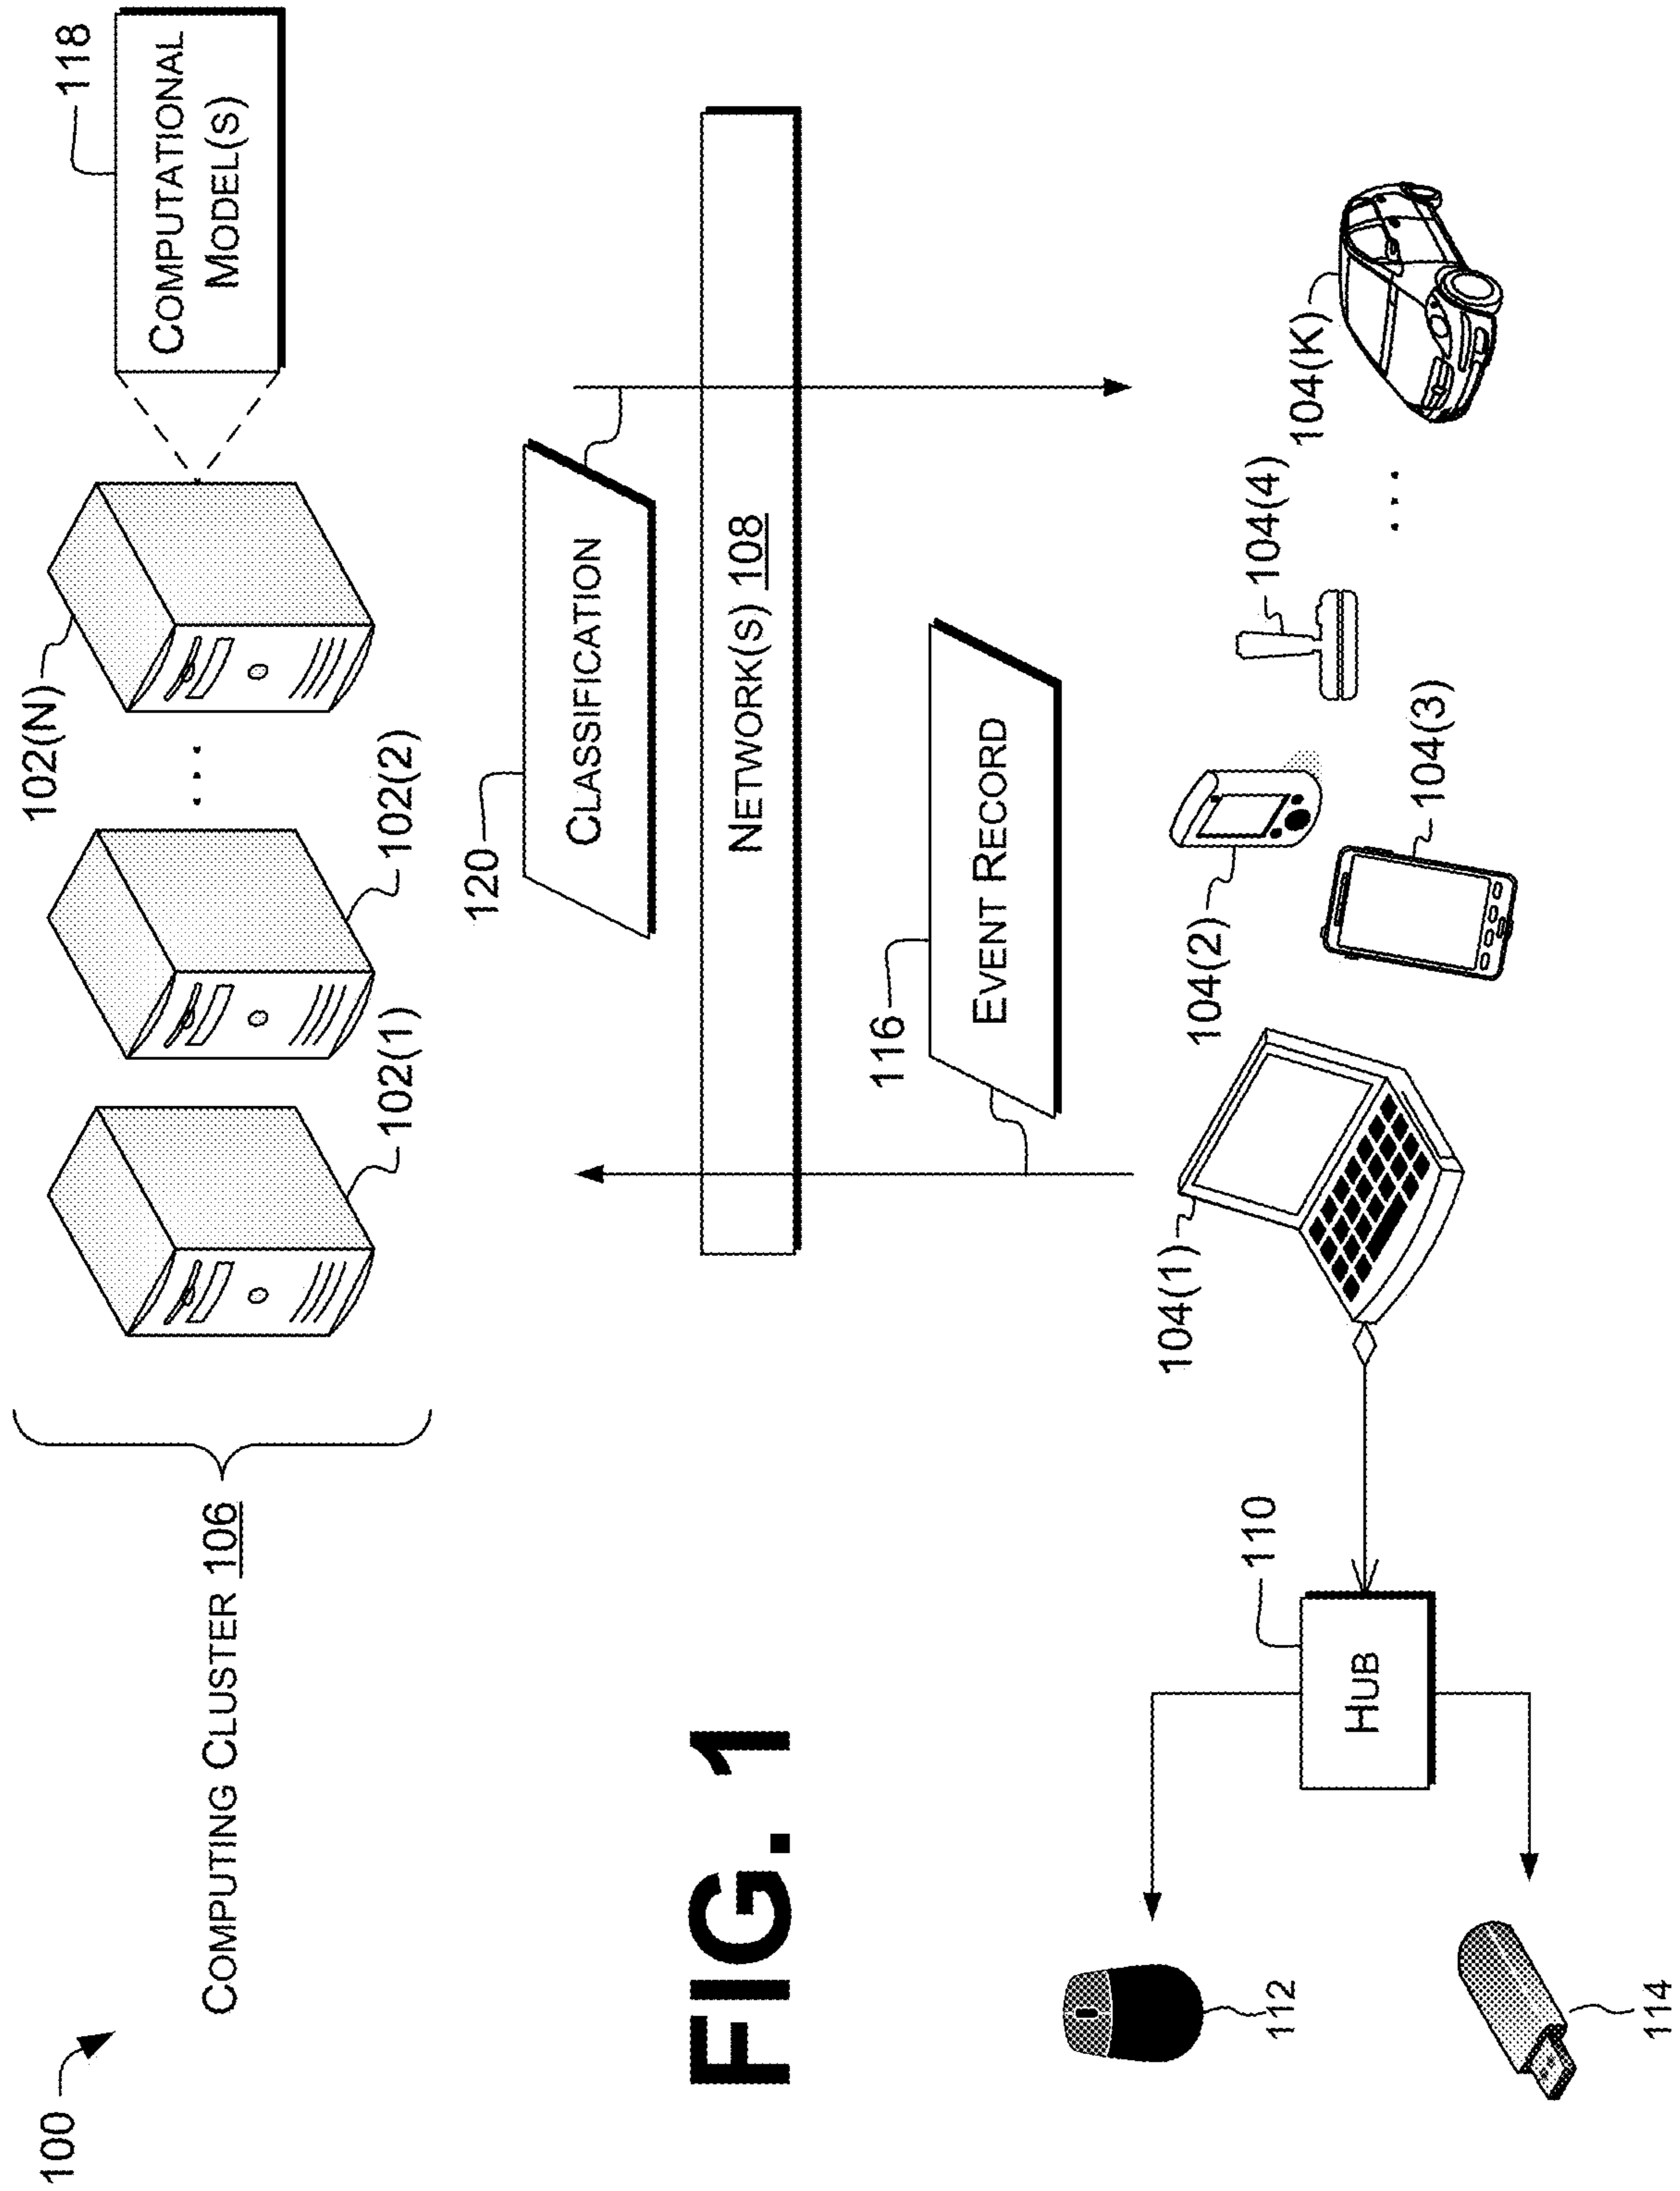 100
COMPUTING CLUSTER 106
102(1)
102(2)
102(N)
118
COMPUTATIONAL
MODEL(S)
120
CLASSIFICATION
NETWORK(S) 108
116
EVENT RECORD
FIG. 1
104(1)
104(2)
104(3)
104(4)
104(K)
110
HUB
112
114